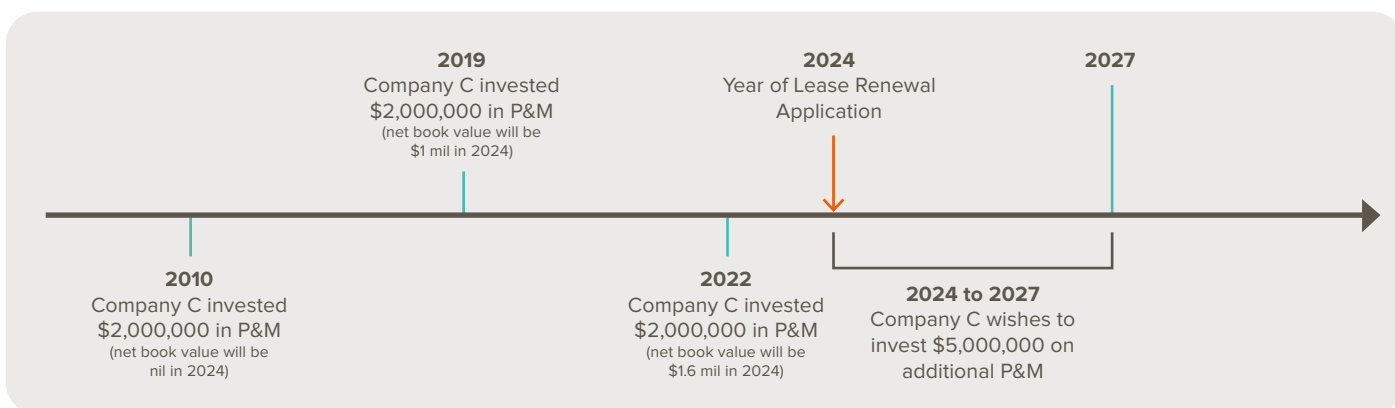 2019
Company C invested
$2,000,000 in P&M
(net book value will be
$1 mil in 2024)
2024
Year of Lease Renewal
Application
2027
2010
Company C invested
$2,000,000 in P&M
(net book value will be
nil in 2024)
2022
Company C invested
$2,000,000 in P&M
(net book value will be
$1.6 mil in 2024)
2024 to 2027
Company C wishes to
invest $5,000,000 on
additional P&M